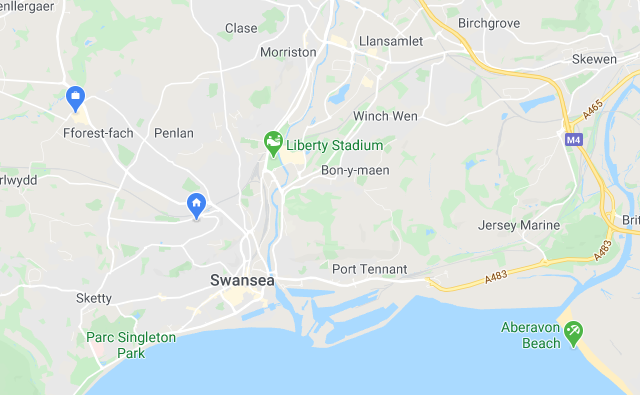 enllergaer
Clase
Birchgrove
Morriston
Llansamlet
Skewen
A465
Winch Wen
Fforest-fach
Penlan
Liberty Stadium
M4
Bon-y-maen
rlwydd
Jersey Marine
Brit
A483
Port Tennant
A483
Swansea
Sketty
Parc Singleton
Park
Aberavon
Beach